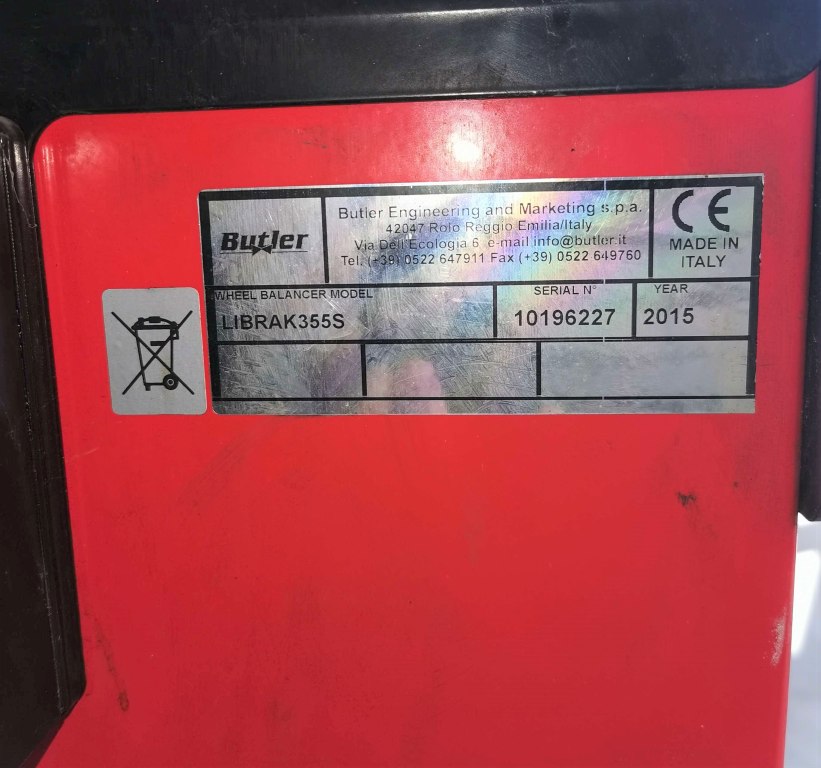 Butler
Butler Engineering and Marketing s.p.a.
42047 Rolo Reggio Emilia/Italy
Via Dell'Ecologia 6 e-mail info@butler.it
Tel. (+39) 0522 647911 Fax (+39) 0522 649760
CE
MADE IN
ITALY
WHEEL BALANCER MODEL
LIBRAK355S
SERIAL N°
10196227
YEAR
2015